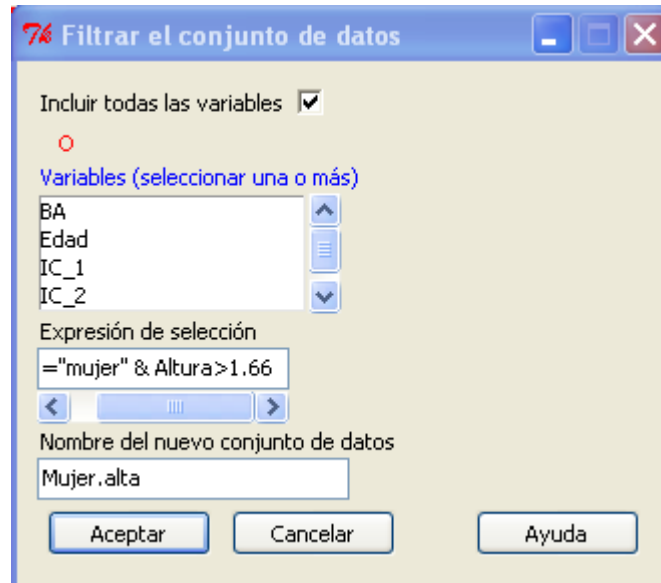 Filtrar el conjunto de datos
Incluir todas las variables
O
Variables (seleccionar una o más)
BA
Edad
IC_1
IC_2
Expresión de selección
="mujer" & Altura>1.66
Nombre del nuevo conjunto de datos
Mujer.alta
Aceptar Cancelar Ayuda